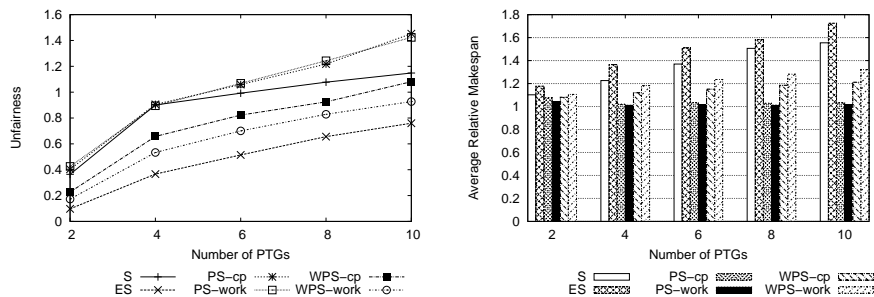 1.8
1.6
1.4
1.2
1
0.8
0.6
0.4
0.2
0
2 4 6 8 10
Unfairness
Number of PTGs
S PS-cp WPS-cp
ES PS-work WPS-work
1.8
1.6
1.4
1.2
1
0.8
0.6
0.4
0.2
0
2 4 6 8 10
Average Relative Makespan
Number of PTGs
S PS-cp WPS-cp
ES PS-work WPS-work